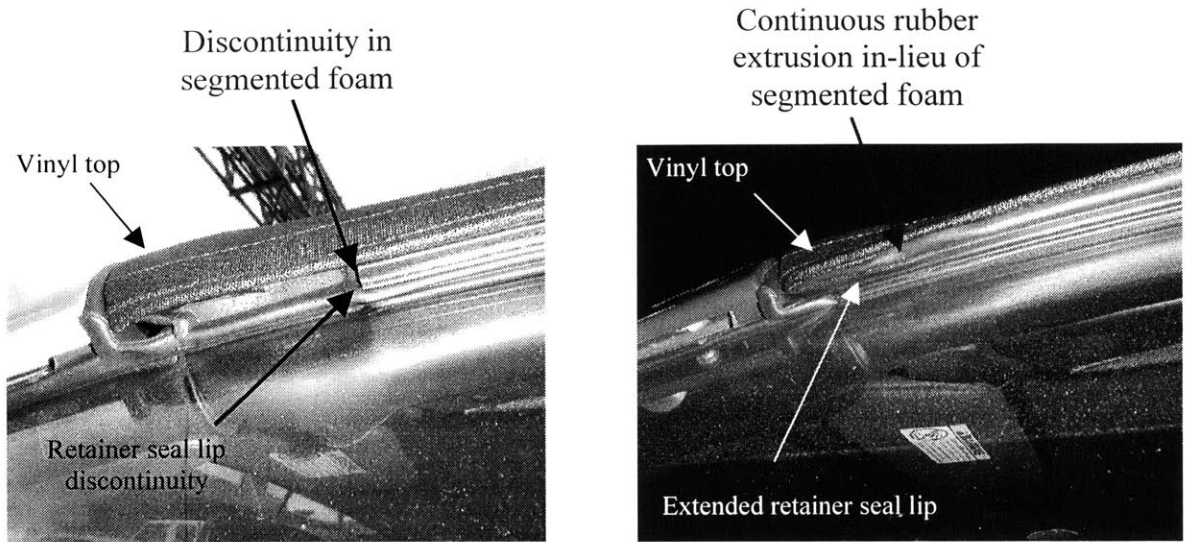 Discontinuity in
segmented foam
Vinyl top
Retainer seal lip
discontinuity
Continuous rubber
extrusion in-lieu of
segmented foam
Vinyl top
Extended retainer seal lip